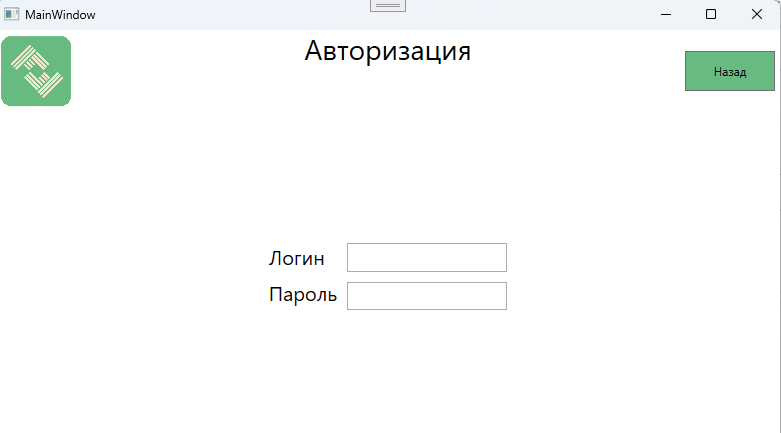 MainWindow
Авторизация
Назад
Логин
Пароль